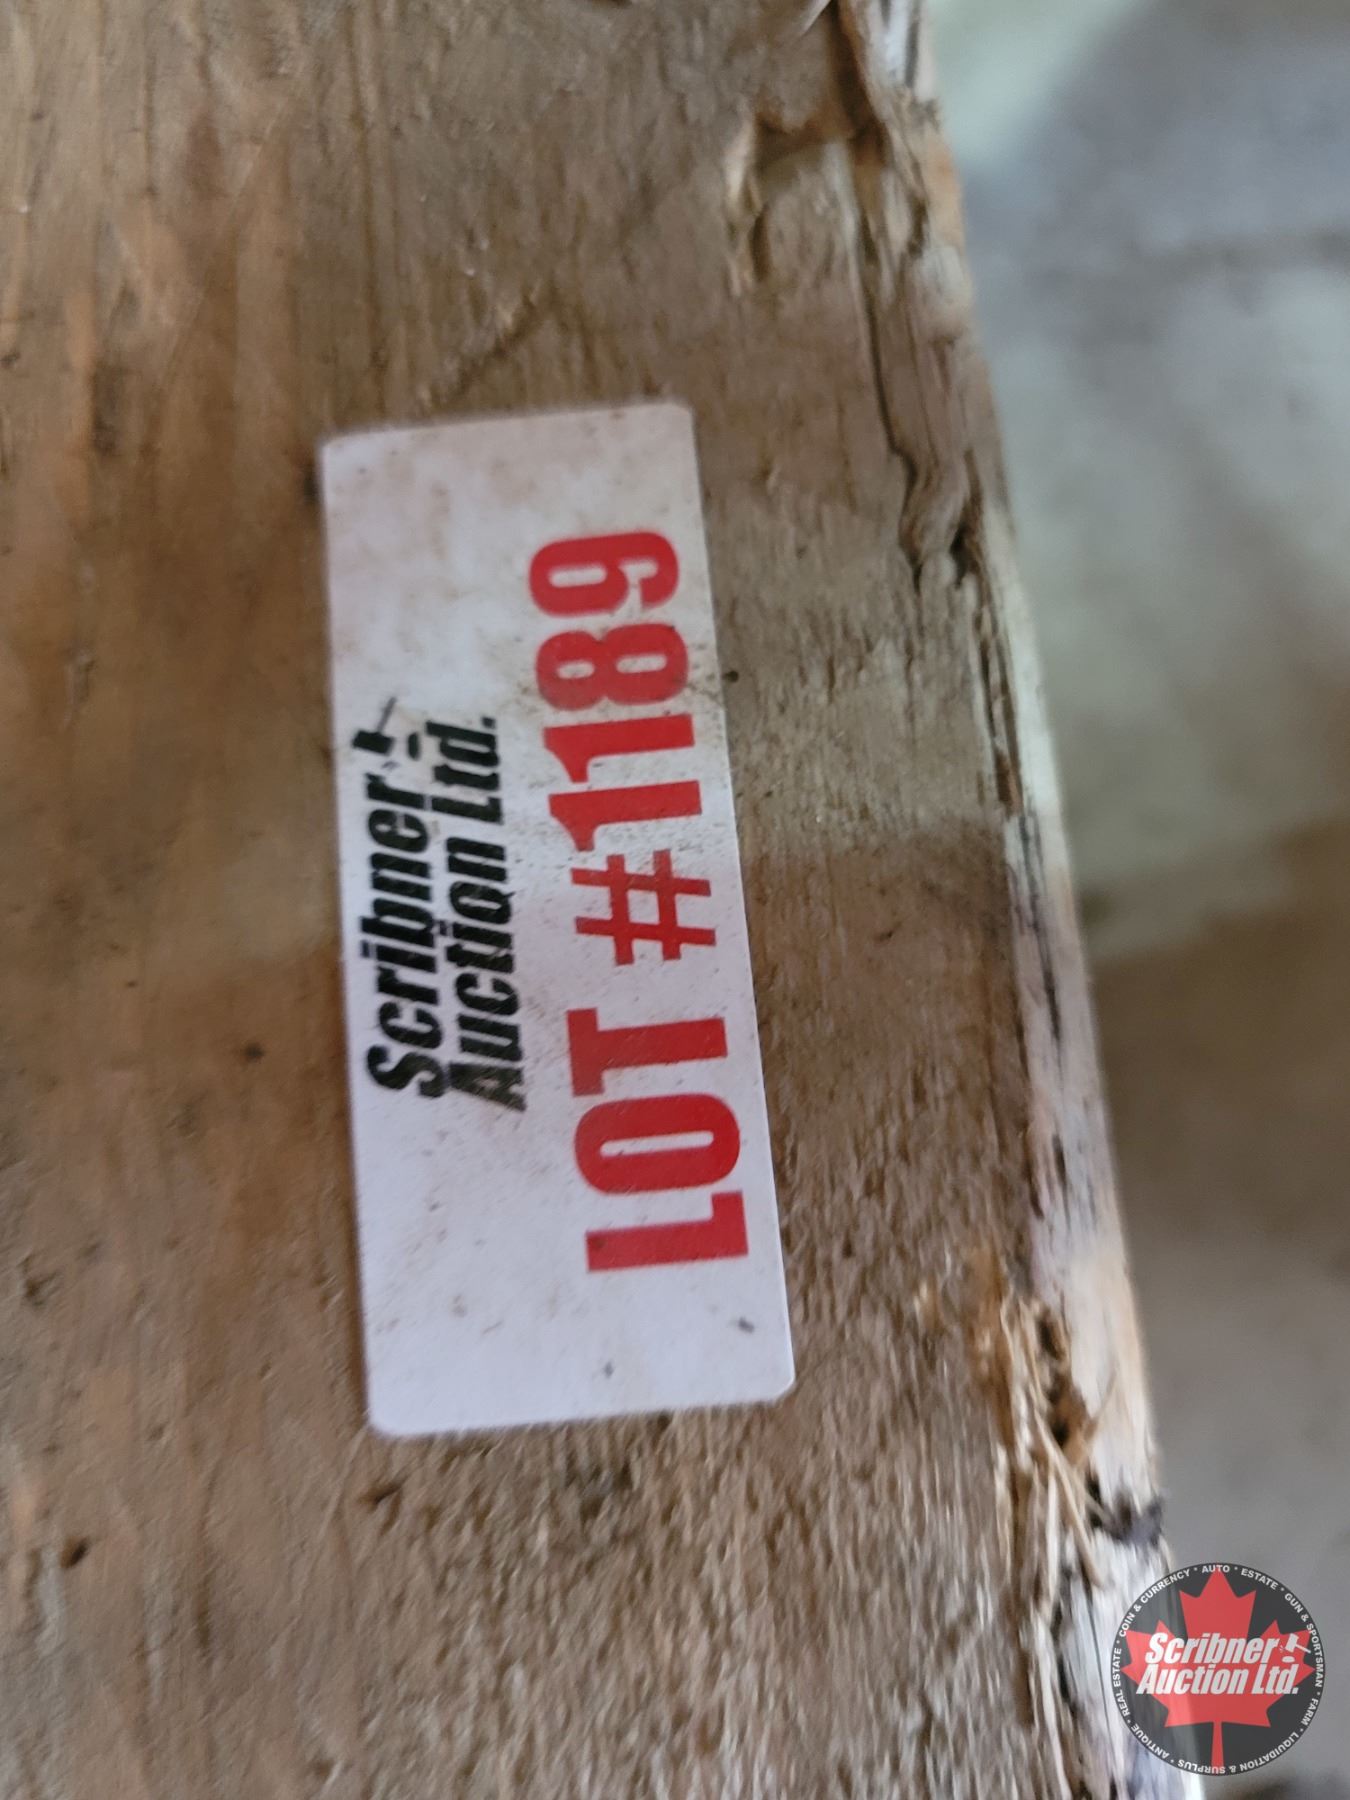 Scribner
Auction Ltd.
LOT #1189
COIN & CURRENCY * AUTO * ESTATE * GUN & SPORTSMAN * FARM * LIQUIDATION & SURPLUS * ANTIQUE * REAL ESTATE *
Scribner
Auction Ltd.